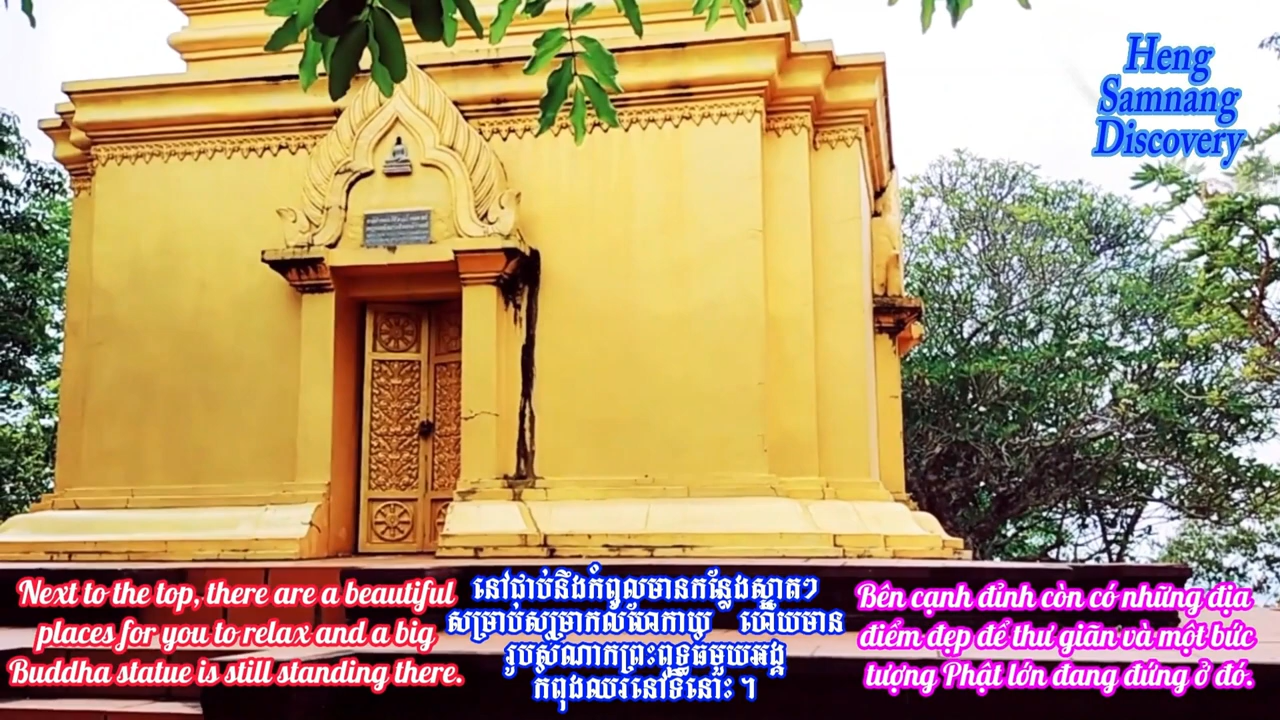 Heng
Samnang
Discovery
Next to the top, there are a beautiful
places for you to relax and a big
Buddha statue is still standing there.
នៅជាប់នឹងកំពូលមានកន្លែងស្អាតៗ
សម្រាប់សម្រាកលំហែកាយ ហើយមាន
រូបសំណាកព្រះពុទ្ធធំមួយអង្គ
កំពុងឈរនៅទីនោះ ។
Bên cạnh đỉnh còn có những địa
điểm đẹp để thư giãn và một bức
tượng Phật lớn đang đứng ở đó.